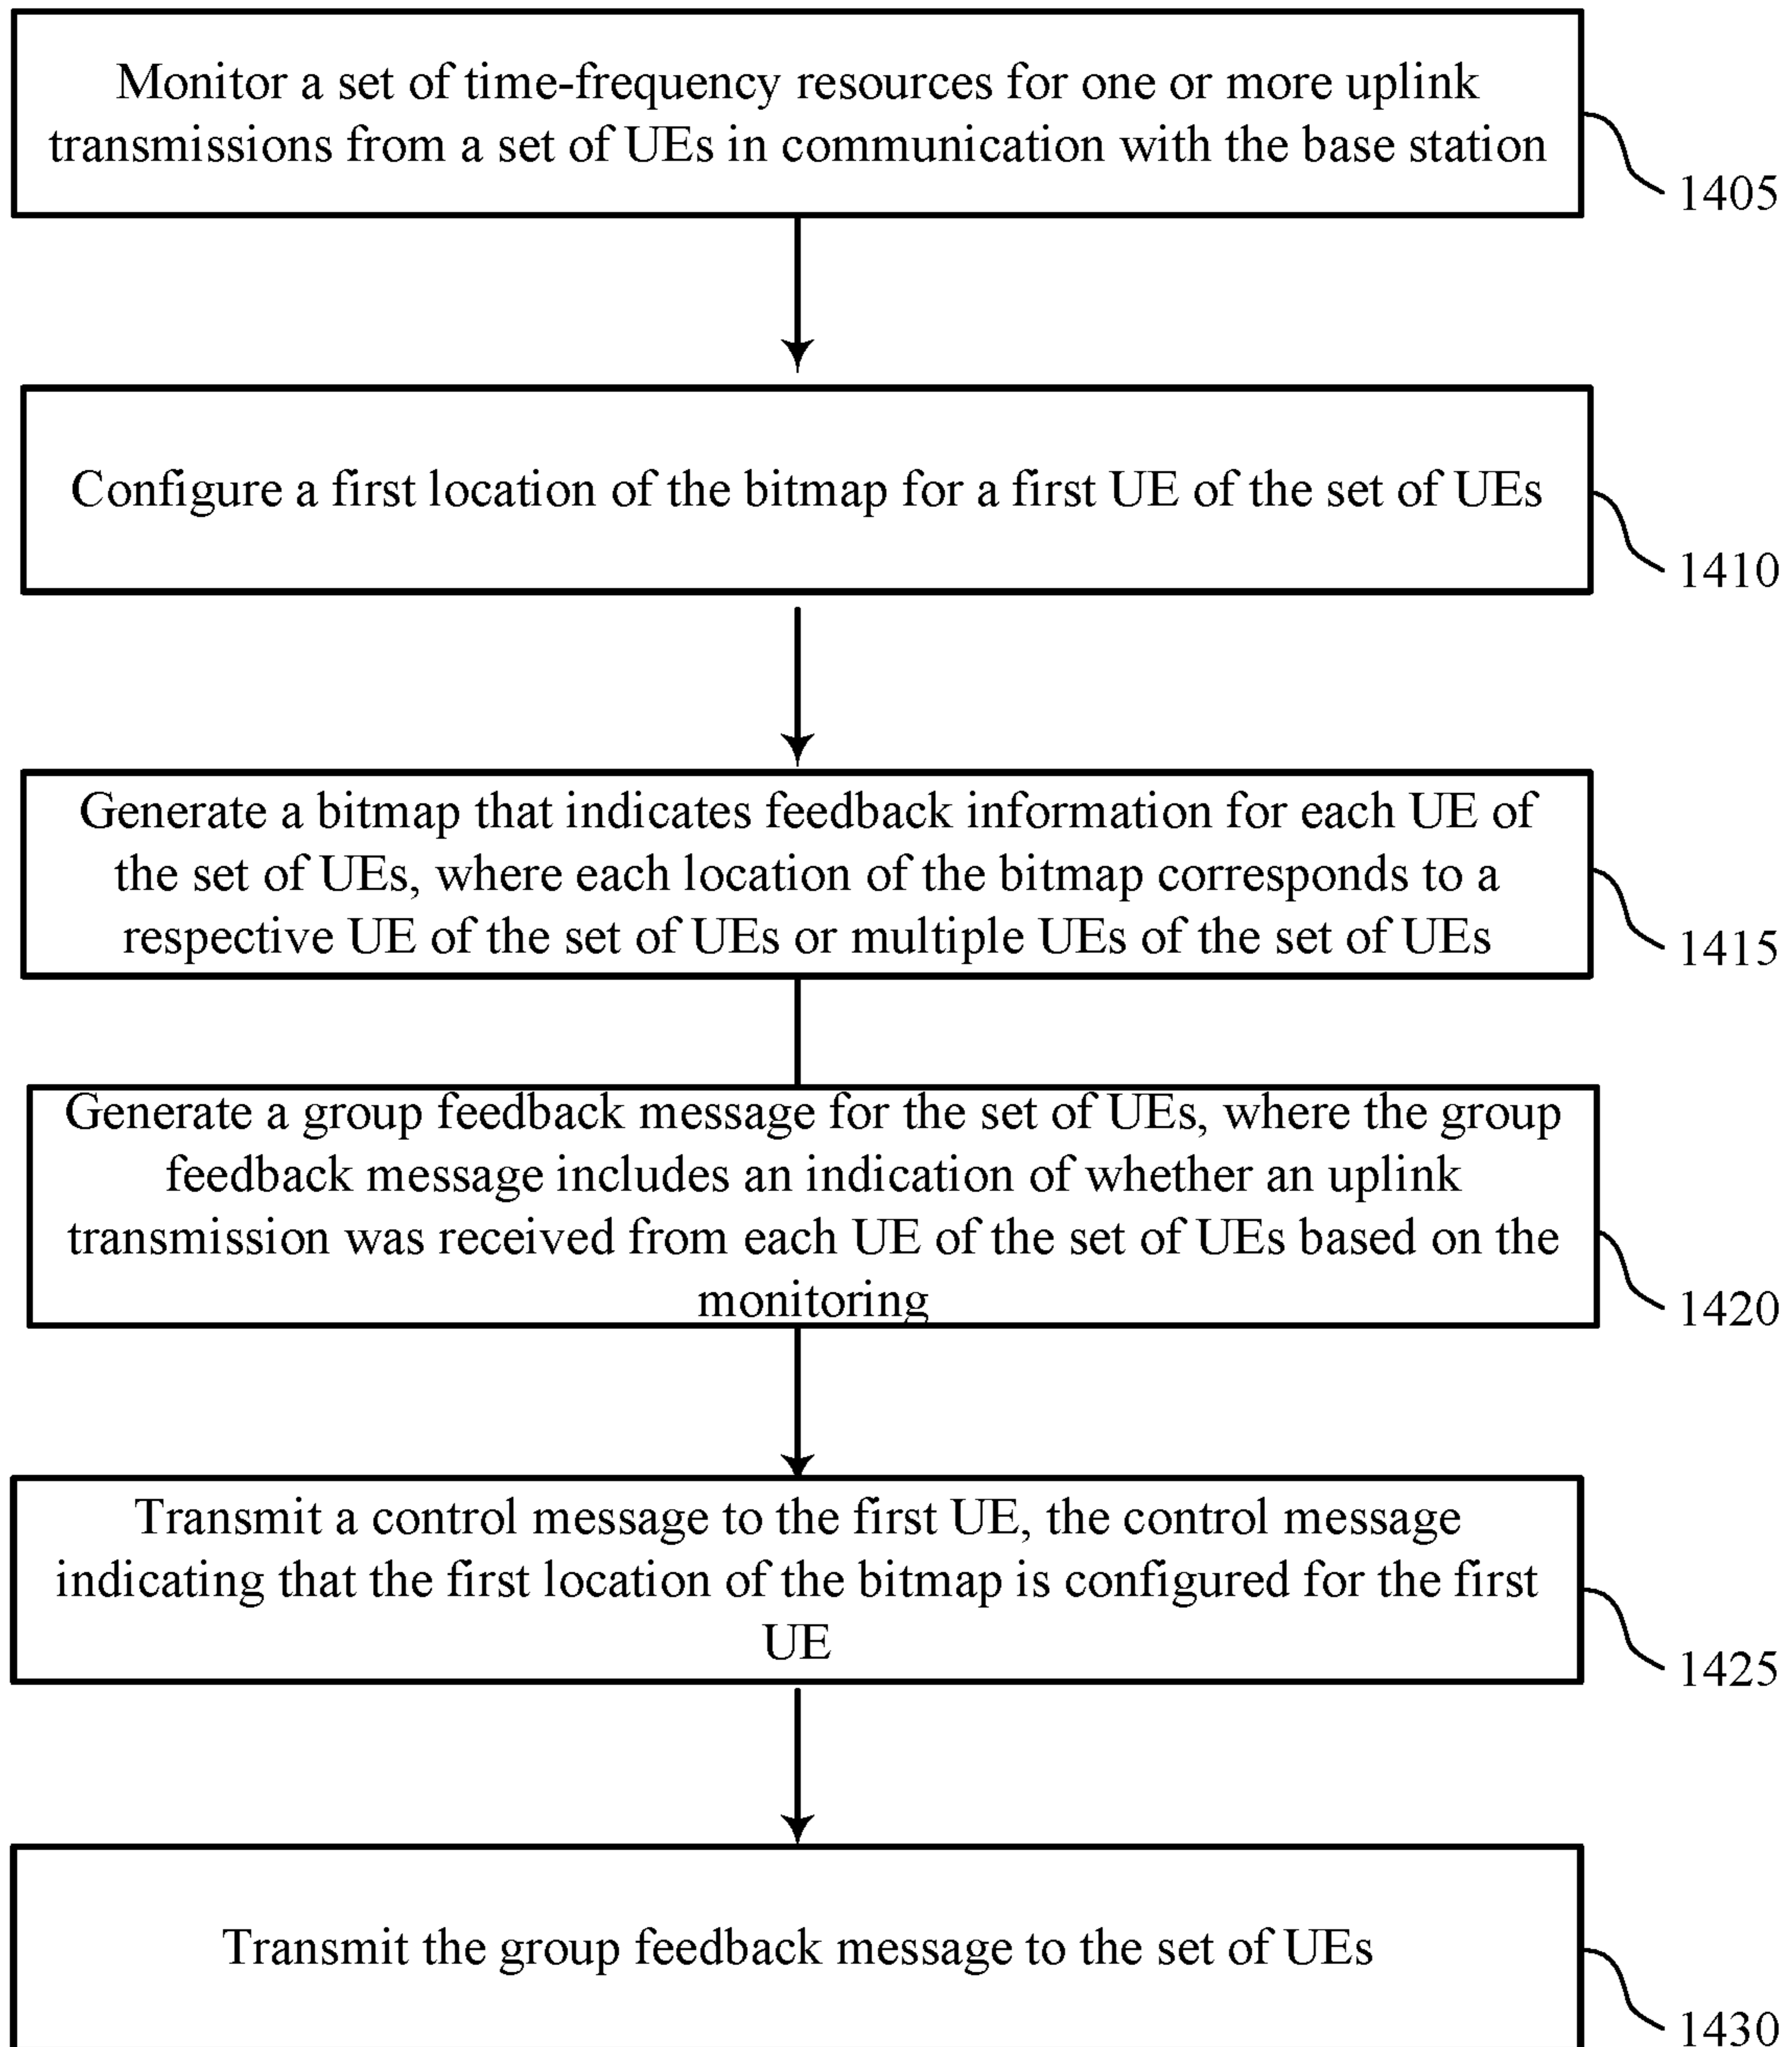 Monitor a set of time-frequency resources for one or more uplink
transmissions from a set of UEs in communication with the base station
1405
Configure a first location of the bitmap for a first UE of the set of UEs
1410
Generate a bitmap that indicates feedback information for each UE of
the set of UEs, where each location of the bitmap corresponds to a
respective UE of the set of UEs or multiple UEs of the set of UEs
1415
Generate a group feedback message for the set of UEs, where the group
feedback message includes an indication of whether an uplink
transmission was received from each UE of the set of UEs based on the
monitoring
1420
Transmit a control message to the first UE, the control message
indicating that the first location of the bitmap is configured for the first
UE
1425
Transmit the group feedback message to the set of UEs
1430